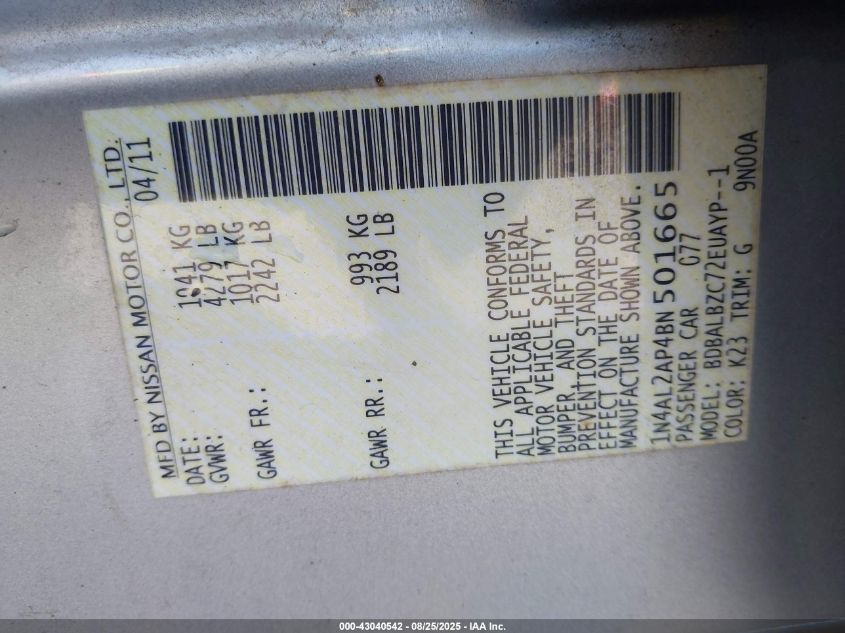 MFD BY NISSAN MOTOR CO., LTD.
DATE: 04/11
GVWR: 1941 KG
4279 LB
GAWR FR.: 1017 KG
2242 LB
GAWR RR.: 993 KG
2189 LB
THIS VEHICLE CONFORMS TO
ALL APPLICABLE FEDERAL
MOTOR VEHICLE SAFETY,
BUMPER, AND THEFT
PREVENTION STANDARDS IN
EFFECT ON THE DATE OF
MANUFACTURE SHOWN ABOVE.
1N4AL2AP4BN501665
PASSENGER CAR G77
MODEL: BDBALBZC72EUAYP--1
COLOR: K23 TRIM: G 9N00A
000-43040542 - 08/25/2025 - IAA Inc.